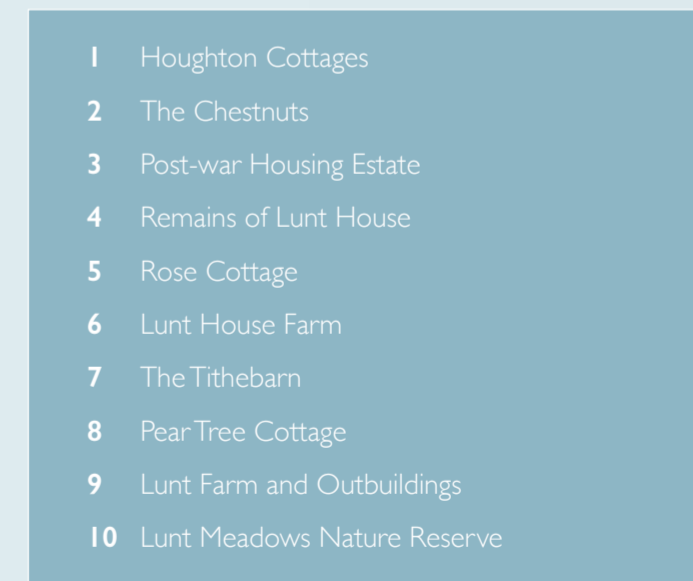 1 Houghton Cottages
2 The Chestnuts
3 Post-war Housing Estate
4 Remains of Lunt House
5 Rose Cottage
6 Lunt House Farm
7 The Tithebarn
8 Pear Tree Cottage
9 Lunt Farm and Outbuildings
10 Lunt Meadows Nature Reserve